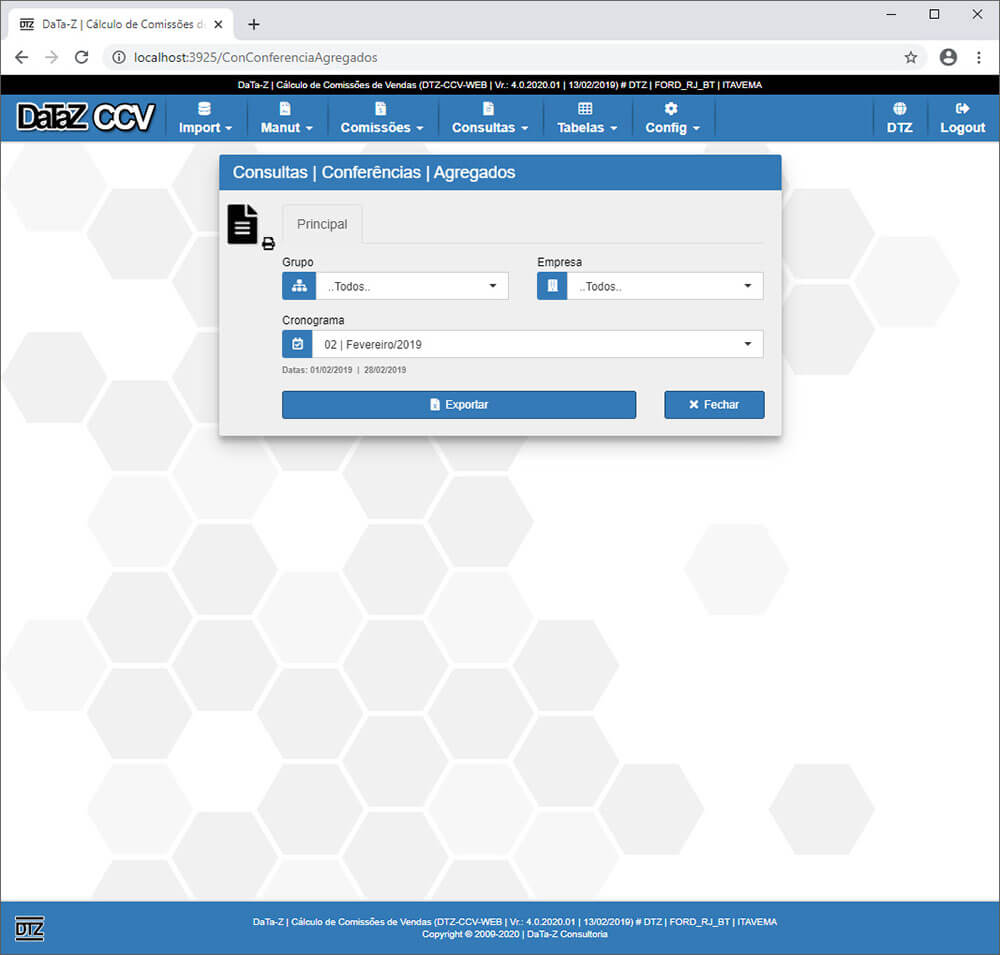 DTZ DaTa-Z | Cálculo de Comissões de
localhost:3925/ConConferenciaAgregados
DaTa-Z | Cálculo de Comissões de Vendas (DTZ-CCV-WEB | Vr.: 4.0.2020.01 | 13/02/2019) # DTZ | FORD_RJ_BT | ITAVEMA
DaTaZ CCV
Import
Manut
Comissões
Consultas
Tabelas
Config
DTZ
Logout
Consultas | Conferências | Agregados
Principal
Grupo
Empresa
..Todos..
..Todos..
Cronograma
02 | Fevereiro/2019
Datas: 01/02/2019 | 28/02/2019
Exportar
Fechar
DTZ
DaTa-Z | Cálculo de Comissões de Vendas (DTZ-CCV-WEB | Vr.: 4.0.2020.01 | 13/02/2019) # DTZ | FORD_RJ_BT | ITAVEMA
Copyright © 2009-2020 | DaTa-Z Consultoria